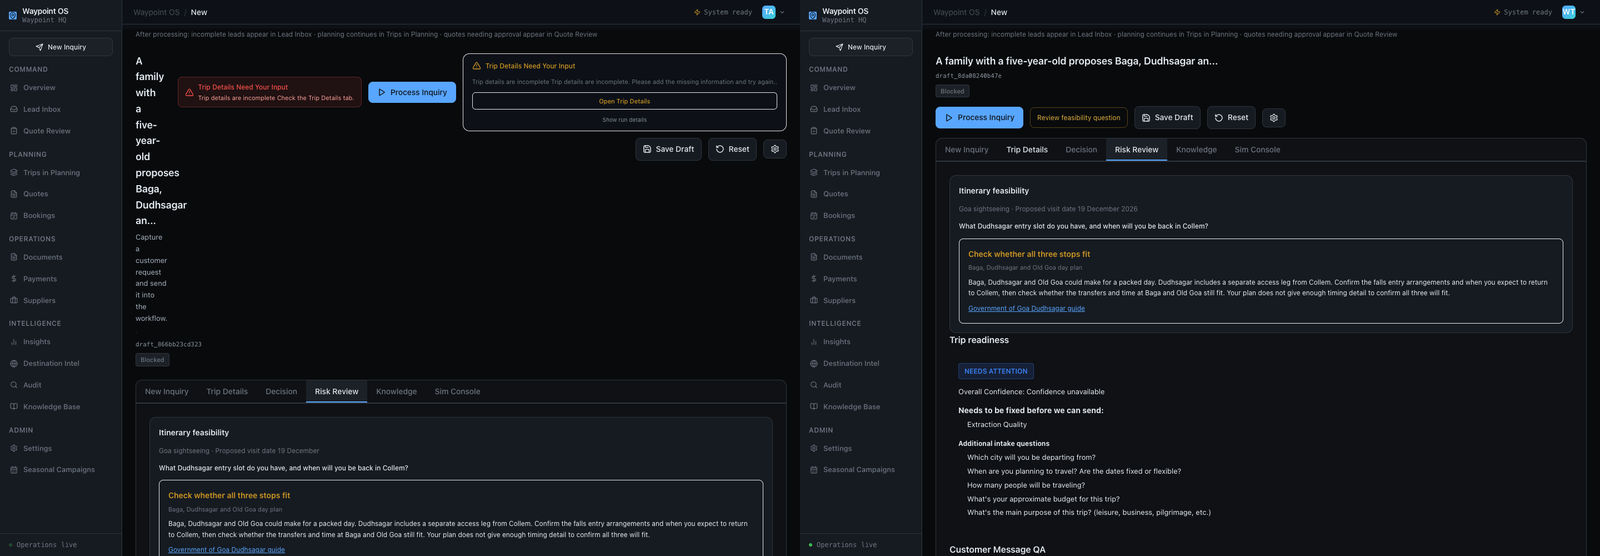 Waypoint OS
Waypoint HQ
New Inquiry
COMMAND
Overview
Lead Inbox
Quote Review
PLANNING
Trips in Planning
Quotes
Bookings
OPERATIONS
Documents
Payments
Suppliers
INTELLIGENCE
Insights
Destination Intel
Audit
Knowledge Base
ADMIN
Settings
Seasonal Campaigns
Operations live
Waypoint OS / New
System ready
TA
After processing: incomplete leads appear in Lead Inbox · planning continues in Trips in Planning · quotes needing approval appear in Quote Review
A
family
with
a
five-
year-
old
proposes
Baga,
Dudhsagar
an...
Capture
a
customer
request
and send
it into
the
workflow.
draft_866bb23cd323
Blocked
Trip Details Need Your Input
Trip details are incomplete Check the Trip Details tab.
Process Inquiry
Trip Details Need Your Input
Trip details are incomplete Trip details are incomplete. Please add the missing information and try again..
Open Trip Details
Show run details
Save Draft
Reset
New Inquiry
Trip Details
Decision
Risk Review
Knowledge
Sim Console
Itinerary feasibility
Goa sightseeing · Proposed visit date 19 December
What Dudhsagar entry slot do you have, and when will you be back in Collem?
Check whether all three stops fit
Baga, Dudhsagar and Old Goa day plan
Baga, Dudhsagar and Old Goa could make for a packed day. Dudhsagar includes a separate access leg from Collem. Confirm the falls entry arrangements and when you expect to return
to Collem, then check whether the transfers and time at Baga and Old Goa still fit. Your plan does not give enough timing detail to confirm all three will fit.
Government of Goa Dudhsagar guide
Waypoint OS
Waypoint HQ
New Inquiry
COMMAND
Overview
Lead Inbox
Quote Review
PLANNING
Trips in Planning
Quotes
Bookings
OPERATIONS
Documents
Payments
Suppliers
INTELLIGENCE
Insights
Destination Intel
Audit
Knowledge Base
ADMIN
Settings
Seasonal Campaigns
Operations live
Waypoint OS / New
System ready
WT
After processing: incomplete leads appear in Lead Inbox · planning continues in Trips in Planning · quotes needing approval appear in Quote Review
A family with a five-year-old proposes Baga, Dudhsagar an...
draft_8da08240b47e
Blocked
Process Inquiry
Review feasibility question
Save Draft
Reset
New Inquiry
Trip Details
Decision
Risk Review
Knowledge
Sim Console
Itinerary feasibility
Goa sightseeing · Proposed visit date 19 December 2026
What Dudhsagar entry slot do you have, and when will you be back in Collem?
Check whether all three stops fit
Baga, Dudhsagar and Old Goa day plan
Baga, Dudhsagar and Old Goa could make for a packed day. Dudhsagar includes a separate access leg from Collem. Confirm the falls entry arrangements and when you expect to return
to Collem, then check whether the transfers and time at Baga and Old Goa still fit. Your plan does not give enough timing detail to confirm all three will fit.
Government of Goa Dudhsagar guide
Trip readiness
NEEDS ATTENTION
Overall Confidence: Confidence unavailable
Needs to be fixed before we can send:
Extraction Quality
Additional intake questions
Which city will you be departing from?
When are you planning to travel? Are the dates fixed or flexible?
How many people will be traveling?
What's your approximate budget for this trip?
What's the main purpose of this trip? (leisure, business, pilgrimage, etc.)
Customer Message QA